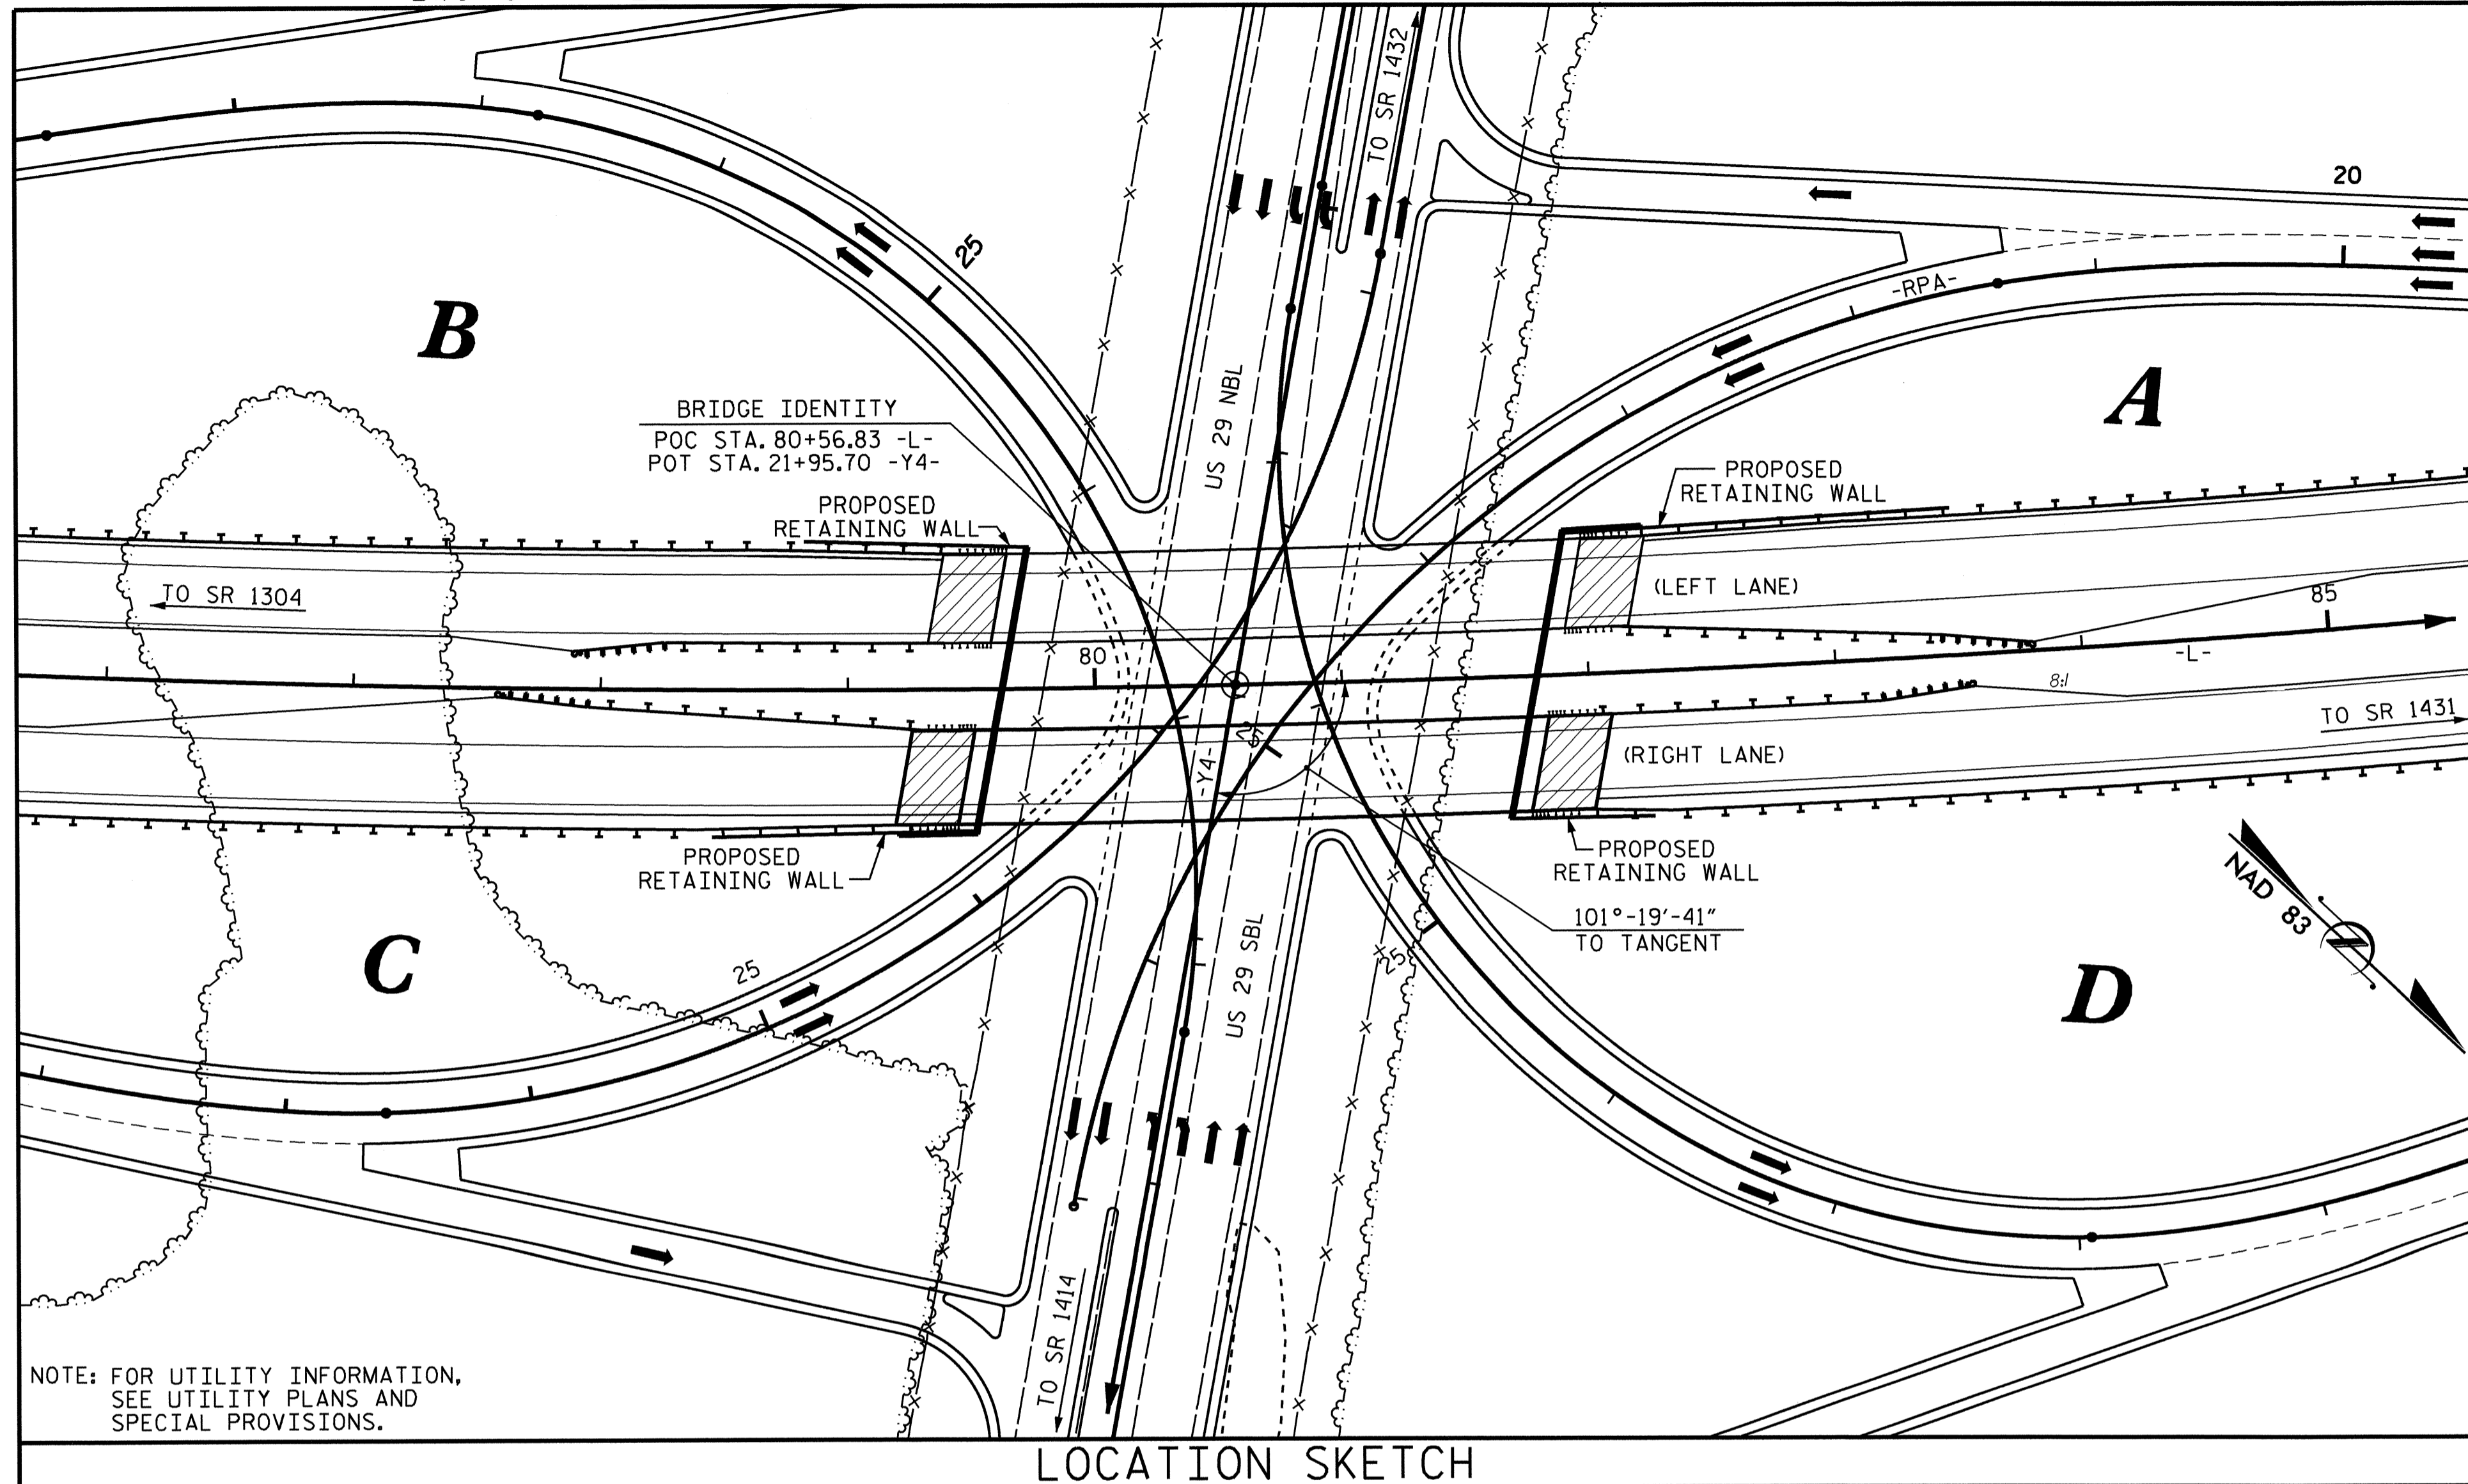 TO SR 1432
20
25
-RPA-
B
A
US 29 NBL
BRIDGE IDENTITY
POC STA. 80+56.83 -L-
POT STA. 21+95.70 -Y4-
PROPOSED
RETAINING WALL
PROPOSED
RETAINING WALL
TO SR 1304
(LEFT LANE)
85
80
-L-
8:1
TO SR 1431
-Y4-
(RIGHT LANE)
PROPOSED
RETAINING WALL
PROPOSED
RETAINING WALL
NAD 83
101°-19'-41"
TO TANGENT
C
25
US 29 SBL
25
D
TO SR 1414
NOTE: FOR UTILITY INFORMATION,
SEE UTILITY PLANS AND
SPECIAL PROVISIONS.
LOCATION SKETCH